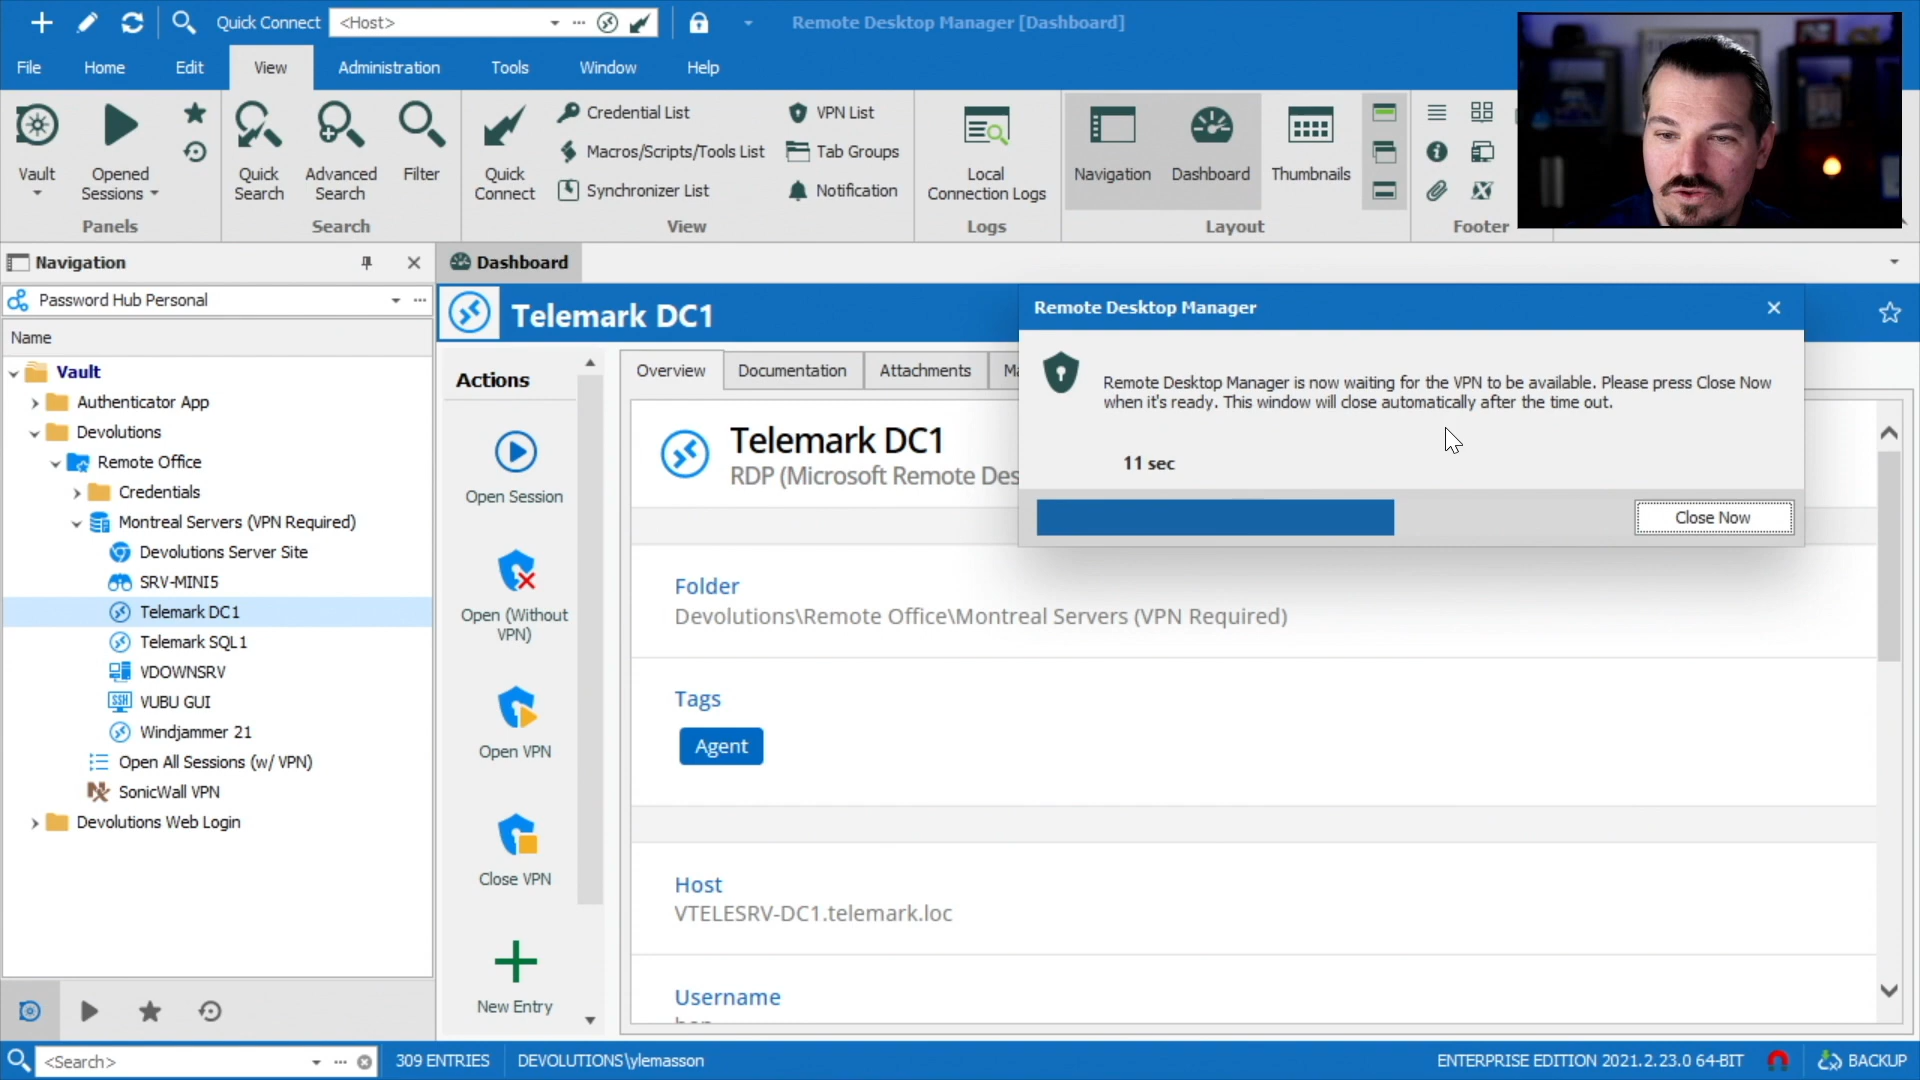 Quick Connect
<Host>
Remote Desktop Manager [Dashboard]
File
Home
Edit
View
Administration
Tools
Window
Help
Vault
Opened Sessions
Panels
Quick Search
Advanced Search
Filter
Search
Quick Connect
Credential List
Macros/Scripts/Tools List
Synchronizer List
VPN List
Tab Groups
Notification
View
Local Connection Logs
Logs
Navigation
Dashboard
Thumbnails
Layout
Footer
Navigation
Password Hub Personal
Name
Vault
Authenticator App
Devolutions
Remote Office
Credentials
Montreal Servers (VPN Required)
Devolutions Server Site
SRV-MINI5
Telemark DC1
Telemark SQL1
VDOWNSRV
SSH
VUBU GUI
Windjammer 21
Open All Sessions (w/ VPN)
SonicWall VPN
Devolutions Web Login
Dashboard
Telemark DC1
Actions
Open Session
Open (Without
VPN)
Open VPN
Close VPN
New Entry
Overview
Documentation
Attachments
Telemark DC1
RDP (Microsoft Remote Des
Folder
Devolutions\Remote Office\Montreal Servers (VPN Required)
Tags
Agent
Host
VTELESRV-DC1.telemark.loc
Username
Remote Desktop Manager
Remote Desktop Manager is now waiting for the VPN to be available. Please press Close Now
when it's ready. This window will close automatically after the time out.
11 sec
Close Now
<Search>
309 ENTRIES
DEVOLUTIONS\ylemasson
ENTERPRISE EDITION 2021.2.23.0 64-BIT
BACKUP